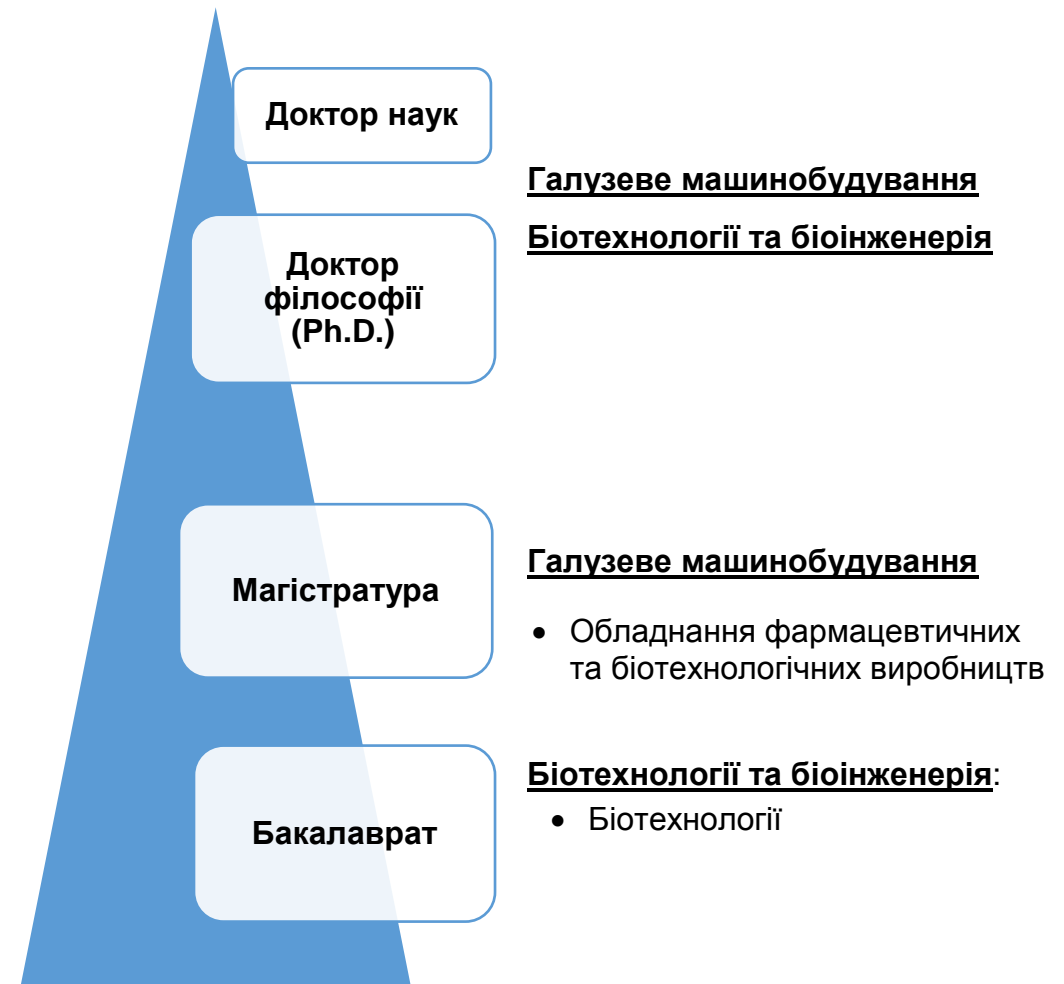 Доктор наук
Галузеве машинобудування
Біотехнології та біоінженерія
Доктор
філософії
(Ph.D.)
Магістратура
Галузеве машинобудування
• Обладнання фармацевтичних
та біотехнологічних виробництв
Бакалаврат
Біотехнології та біоінженерія:
• Біотехнології